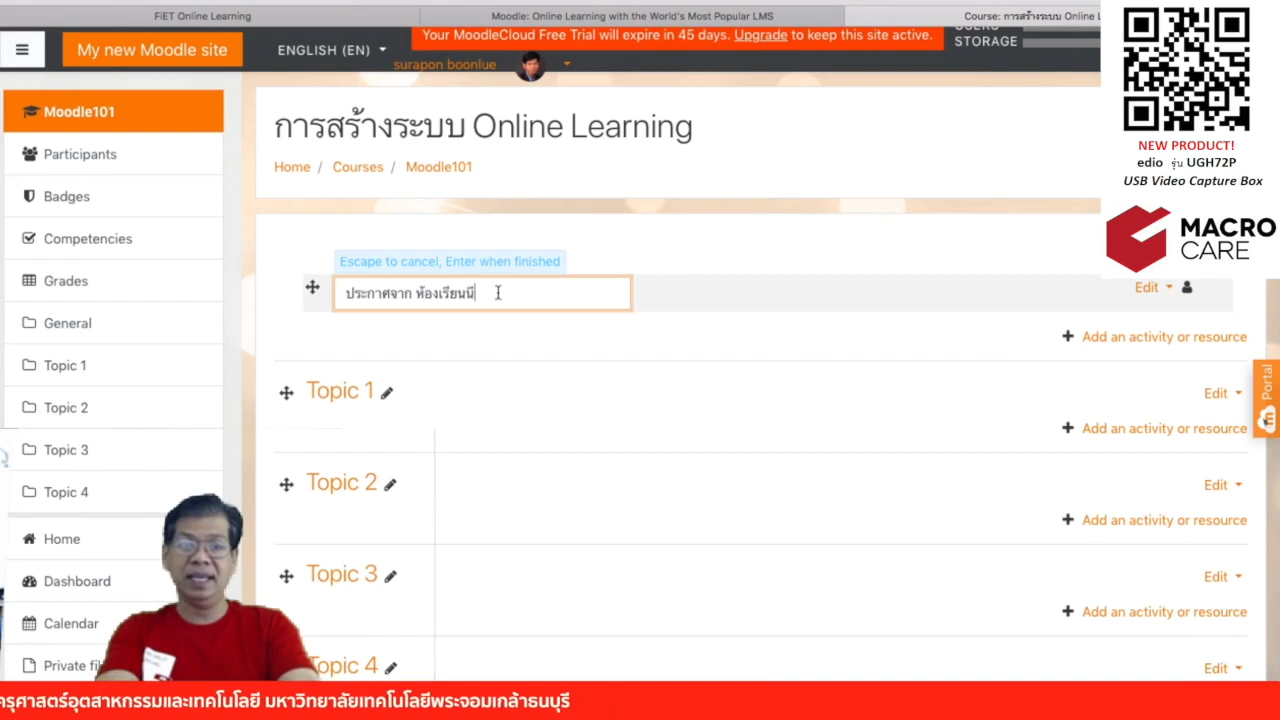 FiET Online Learning
Moodle: Online Learning with the World's Most Popular LMS
Course: การสร้างระบบ Online L
My new Moodle site
ENGLISH (EN)
Your MoodleCloud Free Trial will expire in 45 days. Upgrade to keep this site active.
STORAGE
surapon boonlue
NEW PRODUCT!
edio รุ่น UGH72P
USB Video Capture Box
MACRO
CARE
Moodle101
Participants
Badges
Competencies
Grades
General
Topic 1
Topic 2
Topic 3
Topic 4
Home
Dashboard
Calendar
Private fil
การสร้างระบบ Online Learning
Home / Courses / Moodle101
Escape to cancel, Enter when finished
ประกาศจาก ห้องเรียนนี
Edit
Add an activity or resource
Topic 1
Edit
Add an activity or resource
Topic 2
Edit
Add an activity or resource
Topic 3
Edit
Add an activity or resource
Topic 4
Edit
Portal
ครุศาสตร์อุตสาหกรรมและเทคโนโลยี มหาวิทยาลัยเทคโนโลยีพระจอมเกล้าธนบุรี